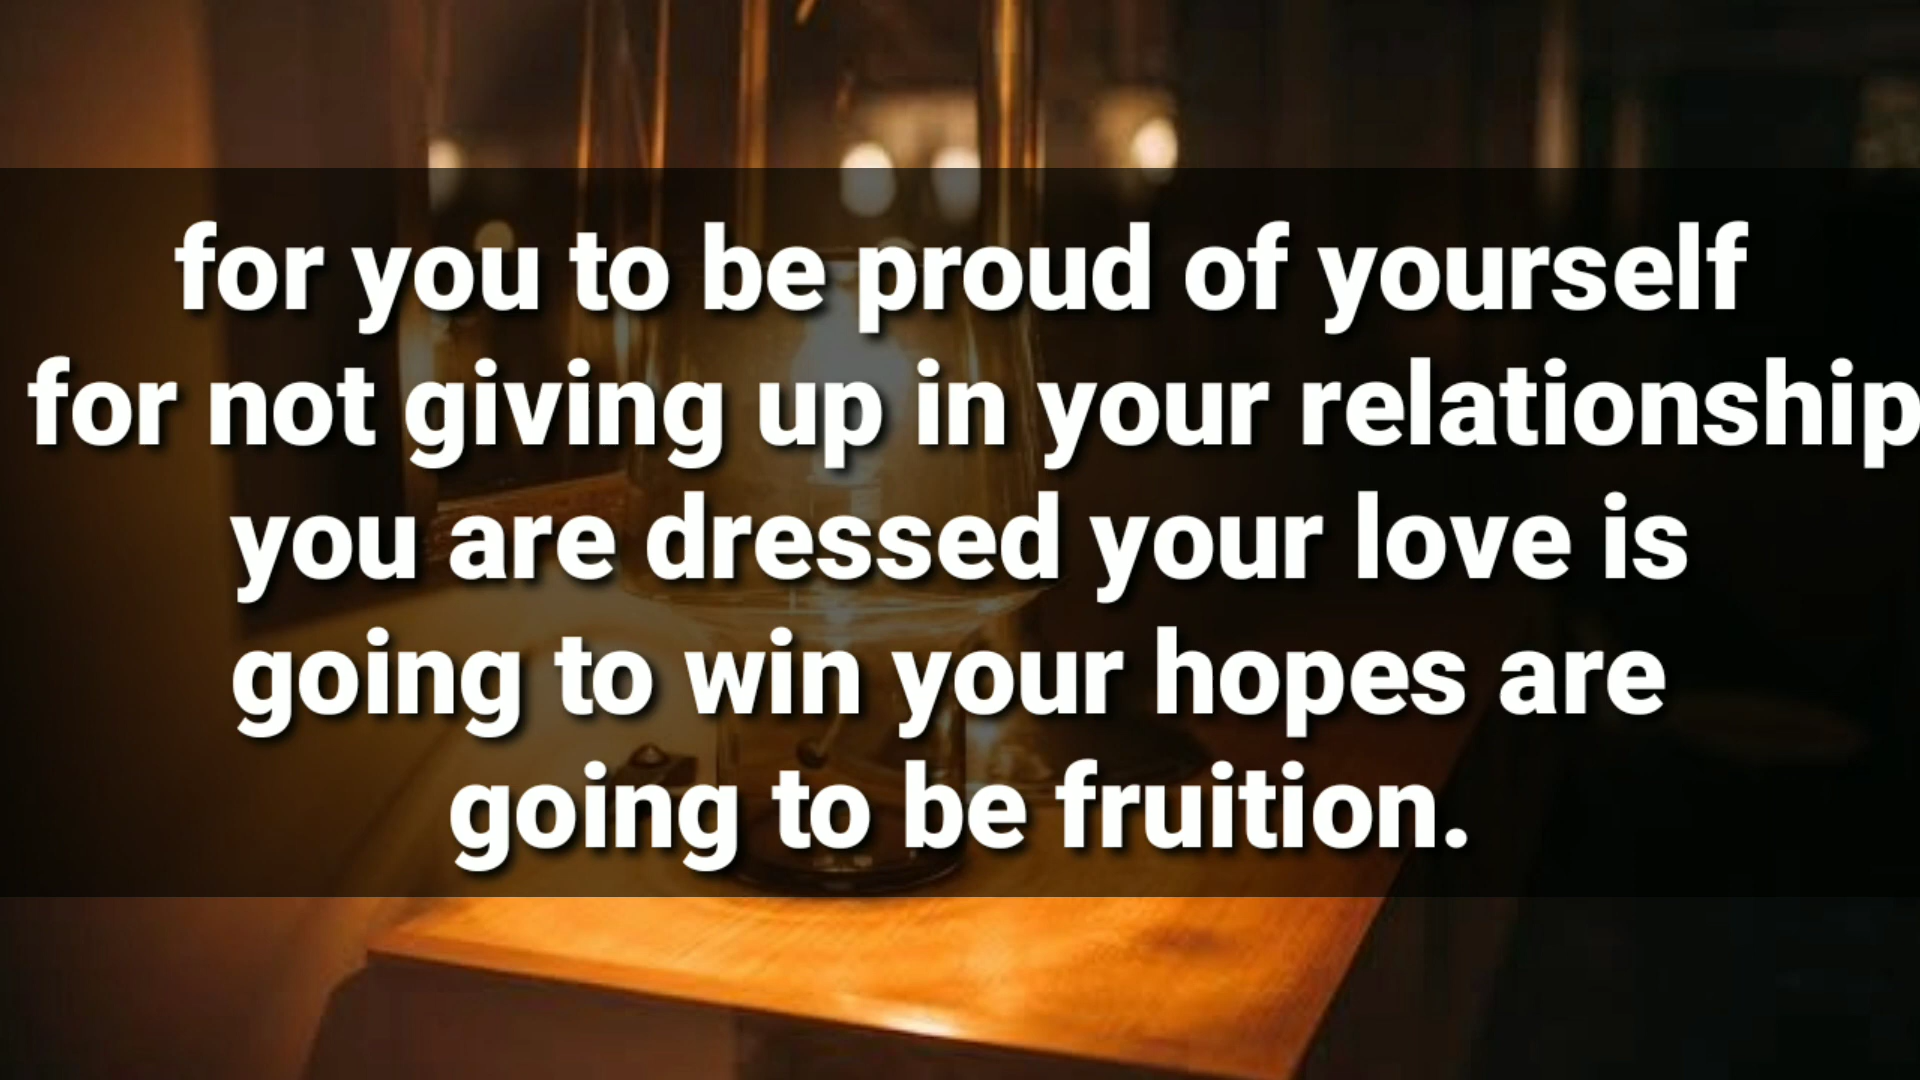 for you to be proud of yourself
for not giving up in your relationship
you are dressed your love is
going to win your hopes are
going to be fruition.